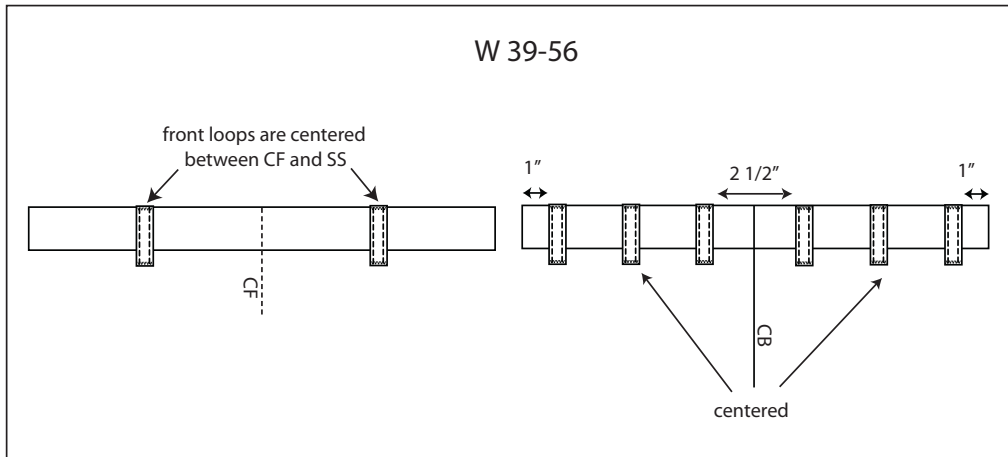 W 39-56
front loops are centered
between CF and SS
1”
2 1/2”
1”
CF
CB
centered